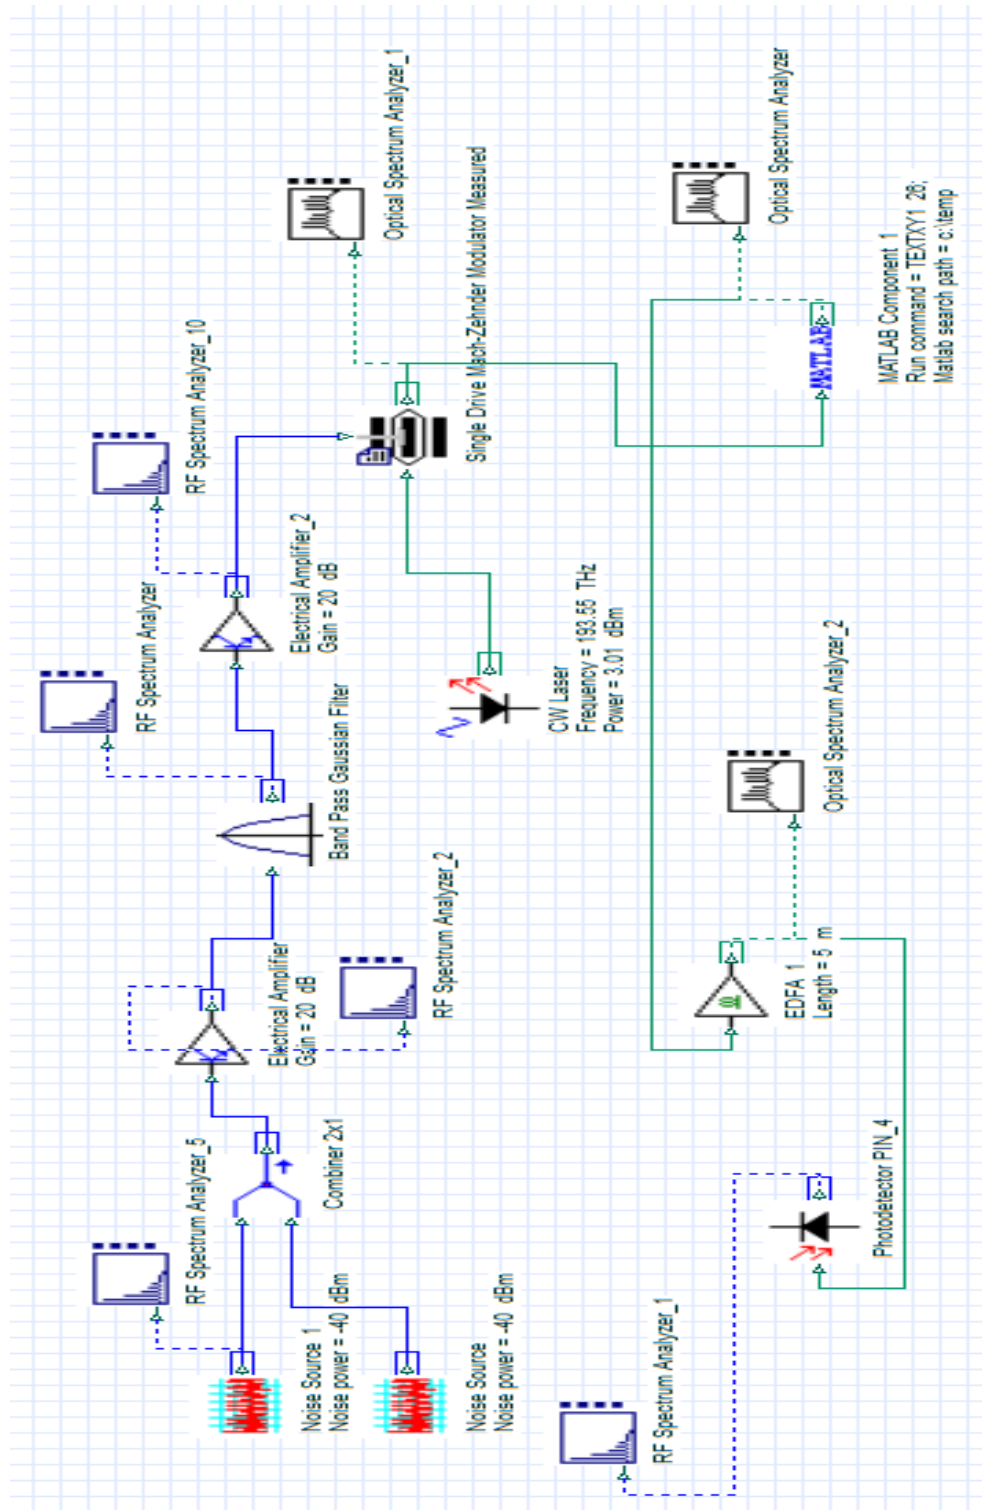 Optical Spectrum Analyzer_1
Optical Spectrum Analyzer
Single Drive Mach-Zehnder Modulator Measured
MATLAB
MATLAB Component 1
Run command = TEXTXY1 26;
Matlab search path = c:\temp
RF Spectrum Analyzer_10
RF Spectrum Analyzer
Electrical Amplifier_2
Gain = 20 dB
CW Laser
Frequency = 193.55 THz
Power = 3.01 dBm
Band Pass Gaussian Filter
Optical Spectrum Analyzer_2
RF Spectrum Analyzer_2
Electrical Amplifier
Gain = 20 dB
EDFA 1
Length = 5 m
RF Spectrum Analyzer_5
Combiner 2x1
Photodetector PIN_4
Noise Source 1
Noise power = -40 dBm
Noise Source
Noise power = -40 dBm
RF Spectrum Analyzer_1